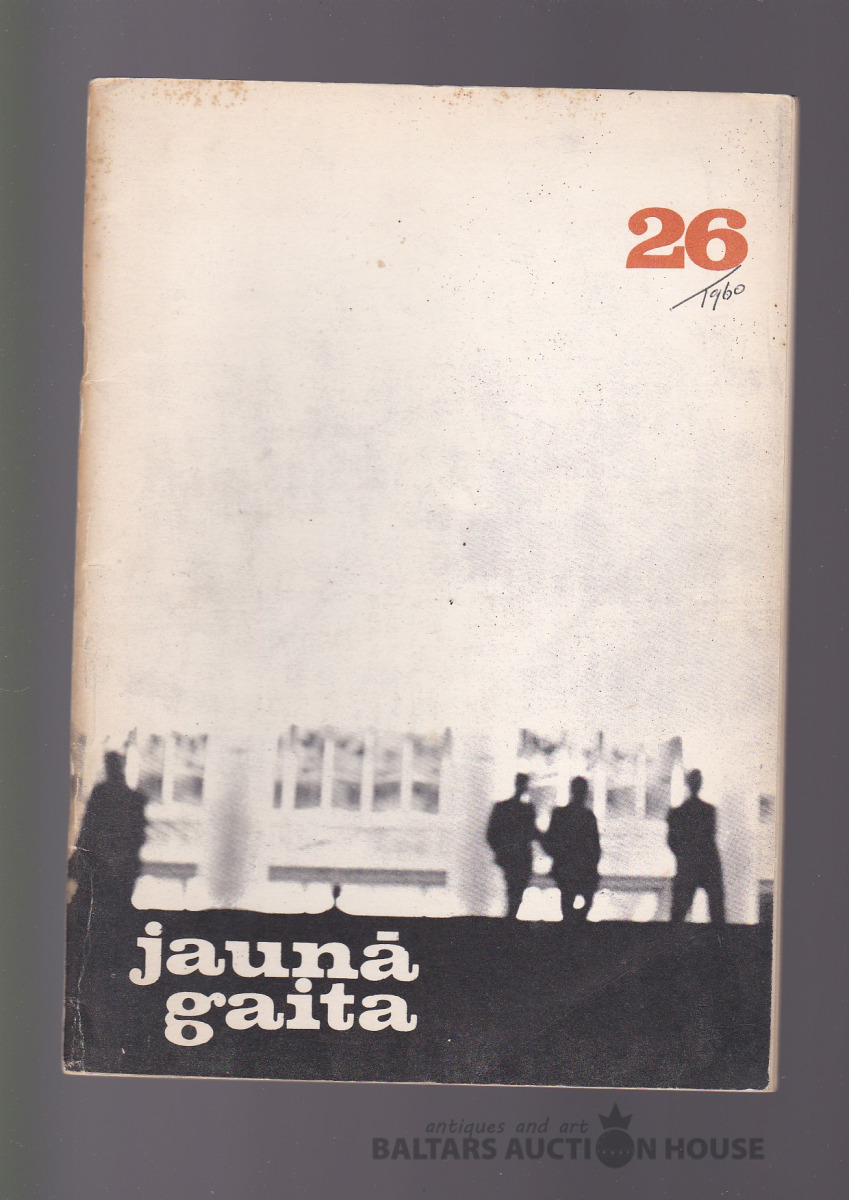 26
1960
jaunā
gaita
antiques and art
BALTARS AUCTION HOUSE